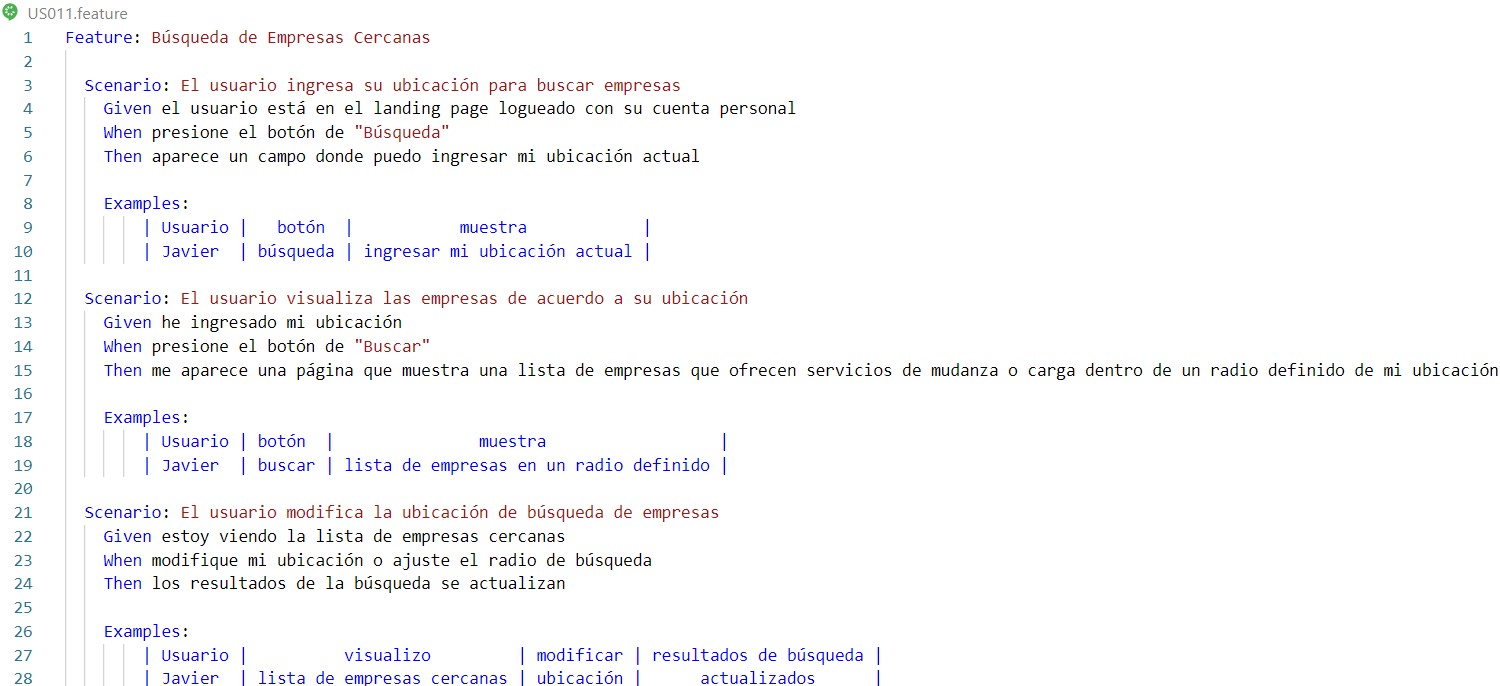 US011.feature
1 Feature: Búsqueda de Empresas Cercanas
2
3 Scenario: El usuario ingresa su ubicación para buscar empresas
4 Given el usuario está en el landing page logueado con su cuenta personal
5 When presione el botón de "Búsqueda"
6 Then aparece un campo donde puedo ingresar mi ubicación actual
7
8 Examples:
9 | Usuario | botón | muestra |
10 | Javier | búsqueda | ingresar mi ubicación actual |
11
12 Scenario: El usuario visualiza las empresas de acuerdo a su ubicación
13 Given he ingresado mi ubicación
14 When presione el botón de "Buscar"
15 Then me aparece una página que muestra una lista de empresas que ofrecen servicios de mudanza o carga dentro de un radio definido de mi ubicación
16
17 Examples:
18 | Usuario | botón | muestra |
19 | Javier | buscar | lista de empresas en un radio definido |
20
21 Scenario: El usuario modifica la ubicación de búsqueda de empresas
22 Given estoy viendo la lista de empresas cercanas
23 When modifique mi ubicación o ajuste el radio de búsqueda
24 Then los resultados de la búsqueda se actualizan
25
26 Examples:
27 | Usuario | visualizo | modificar | resultados de búsqueda |
28 | Javier | lista de empresas cercanas | ubicación | actualizados |